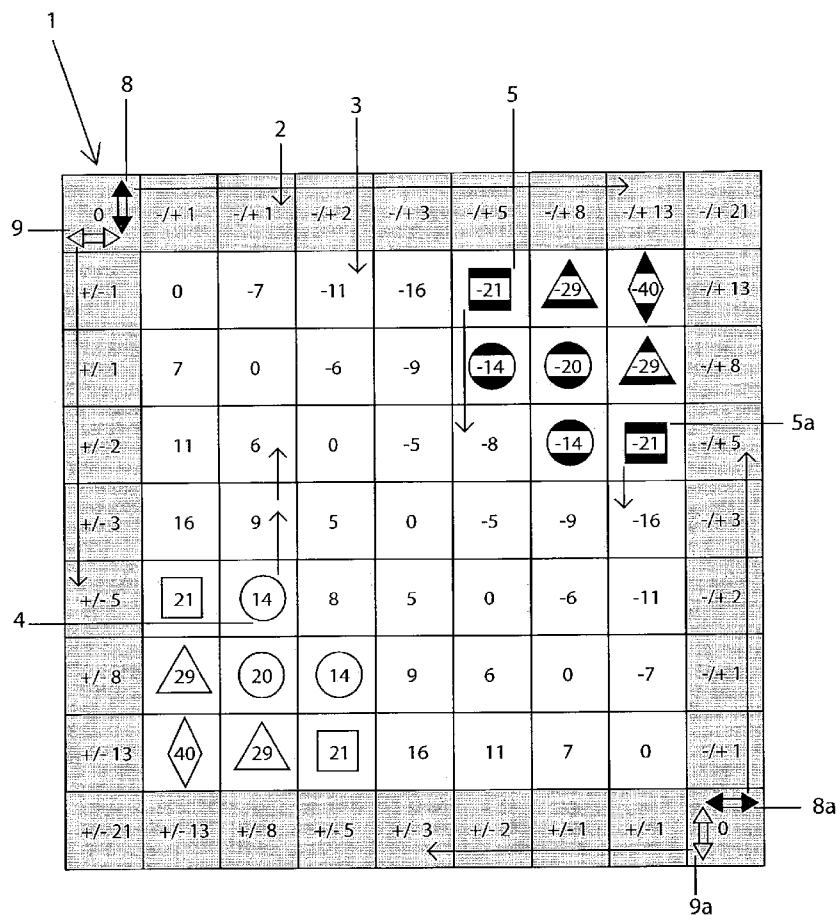 1
8
3
5
2
0 -/+ 1 -/+ 1 -/+ 2 -/+ 3 -/+ 5 -/+ 8 -/+ 13 -/+ 21
9
+/- 1 0 -7 -11 -16 -21 -29 -40 -/+ 13
+/- 1 7 0 -6 -9 -14 -20 -29 -/+ 8
+/- 2 11 6 0 -5 -8 -14 -21 -/+ 5
5a
+/- 3 16 9 5 0 -5 -9 -16 -/+ 3
+/- 5 21 14 8 5 0 -6 -11 -/+ 2
4
+/- 8 29 20 14 9 6 0 -7 -/+ 1
+/- 13 40 29 21 16 11 7 0 -/+ 1
8a
+/- 21 +/- 13 +/- 8 +/- 5 +/- 3 +/- 2 +/- 1 +/- 1 0
9a